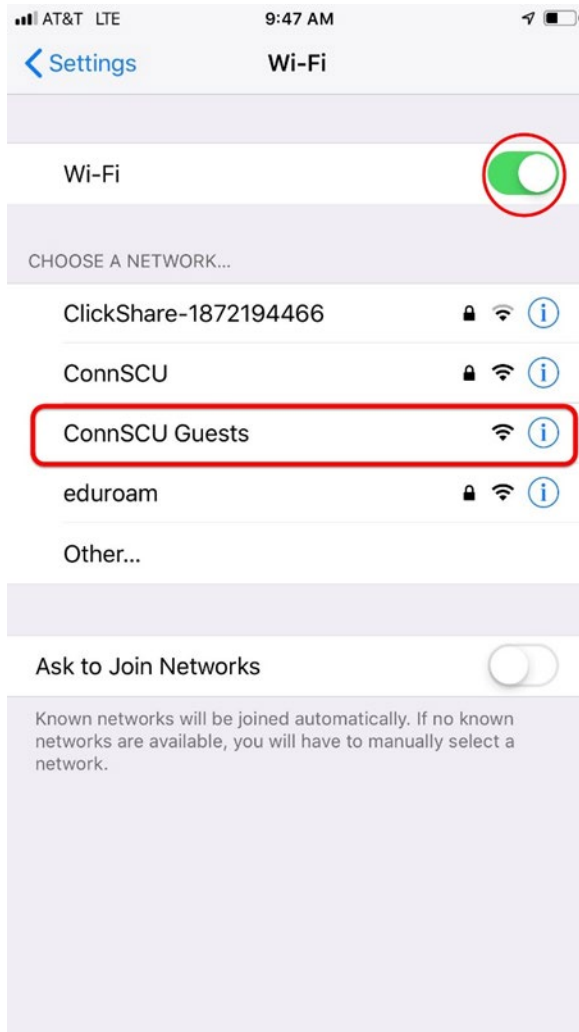 AT&T LTE 9:47 AM
Settings Wi-Fi
Wi-Fi
CHOOSE A NETWORK...
ClickShare-1872194466
ConnSCU
ConnSCU Guests
eduroam
Other...
Ask to Join Networks
Known networks will be joined automatically. If no known
networks are available, you will have to manually select a
network.